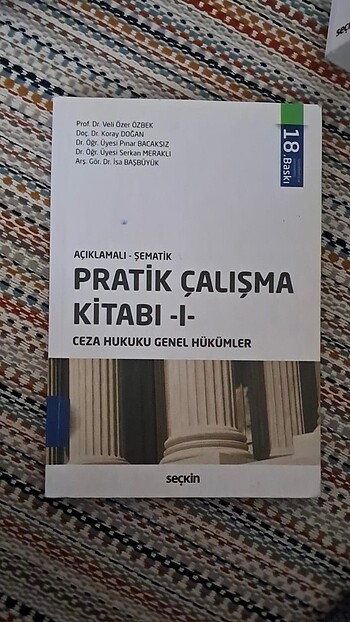 Prof. Dr. Veli Özer ÖZBEK
Doç. Dr. Koray DOĞAN
Dr. Öğr. Üyesi Pınar BACAKSIZ
Dr. Öğr. Üyesi Serkan MERAKLI
Arş. Gör. Dr. İsa BAŞBÜYÜK
18.Baskı
AÇIKLAMALI - ŞEMATİK
PRATİK ÇALIŞMA
KİTABI -I-
CEZA HUKUKU GENEL HÜKÜMLER
seçkin